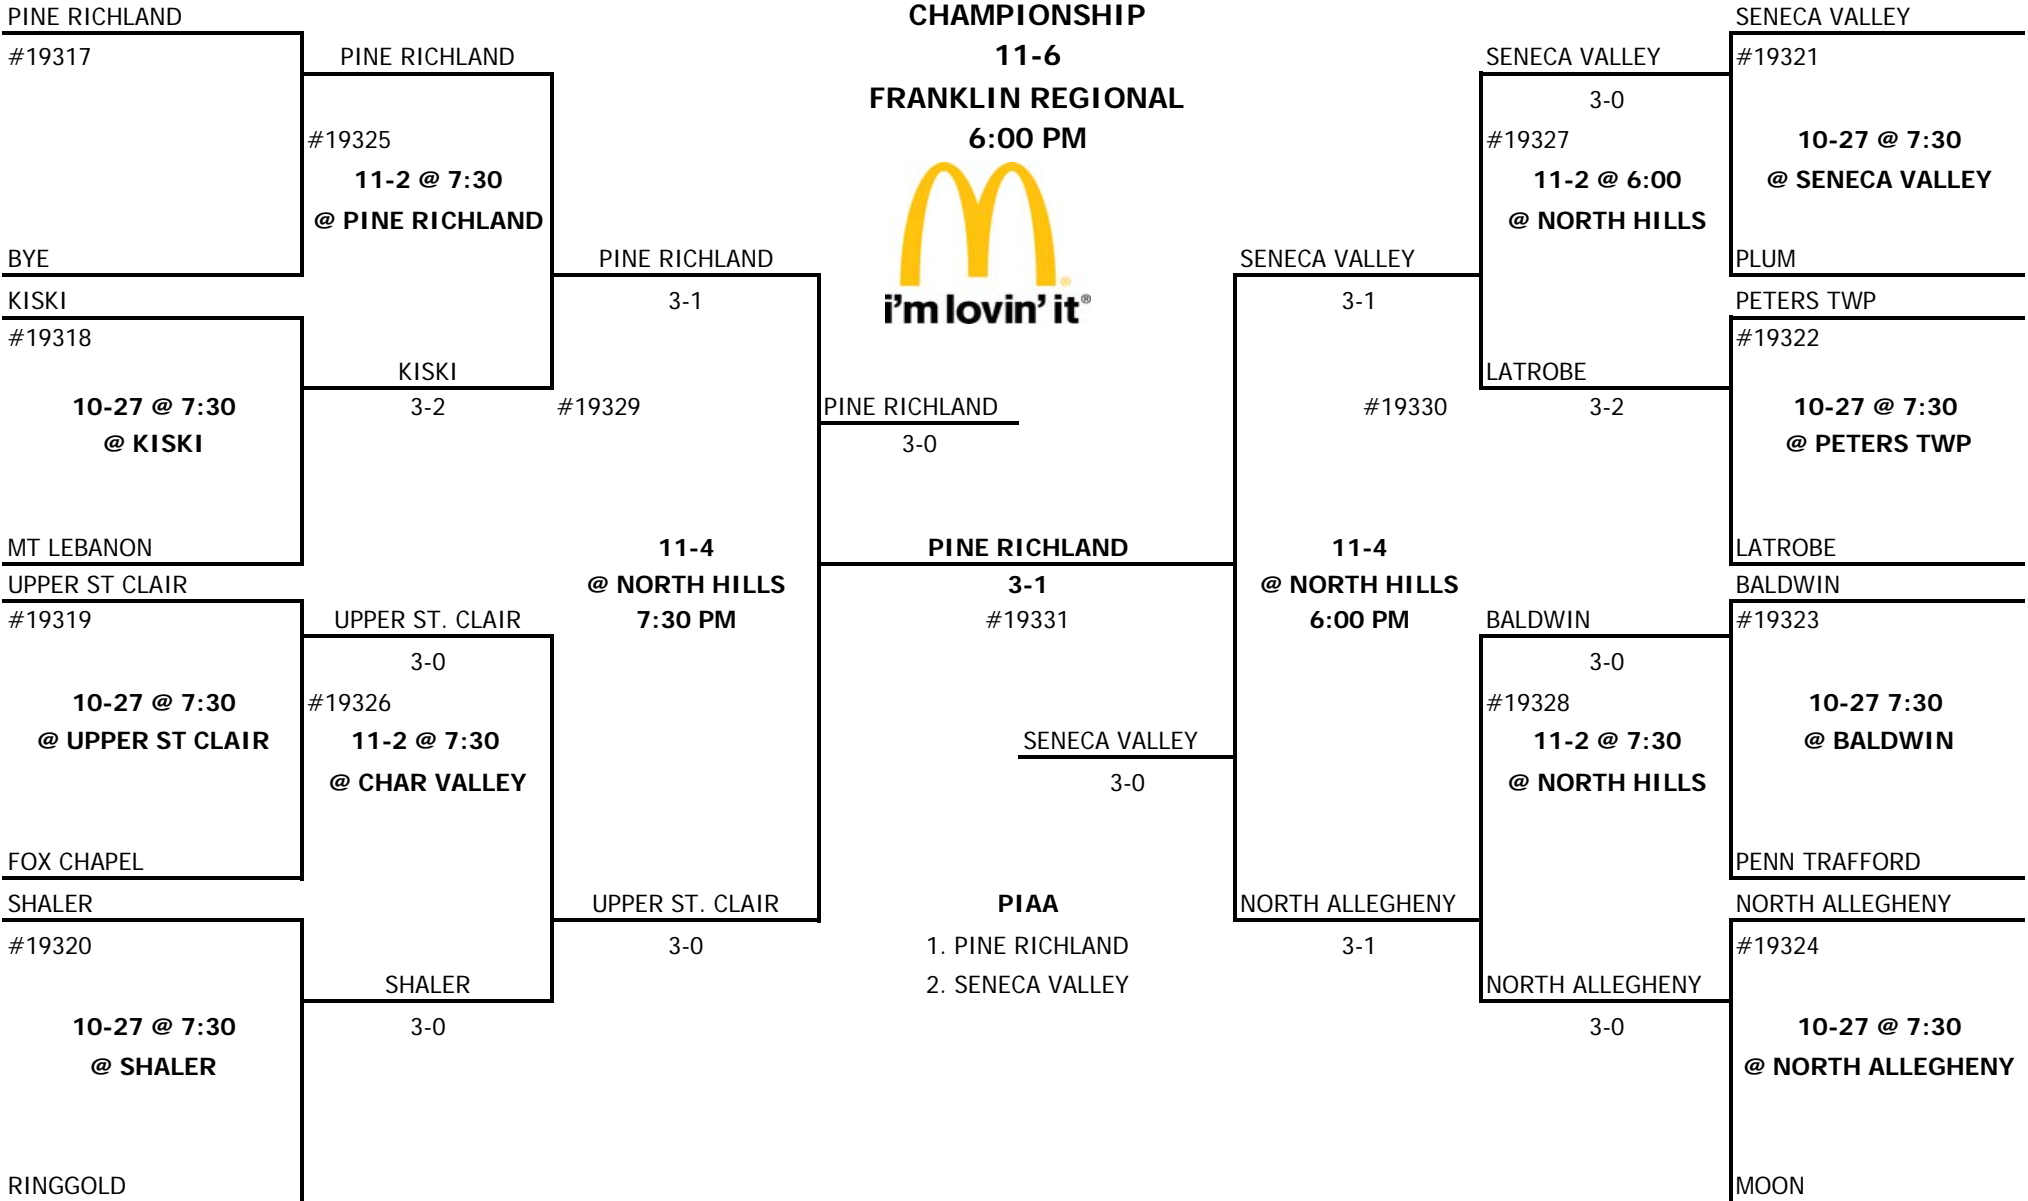 PINE RICHLAND
#19317
BYE
KISKI
#19318
10-27 @ 7:30
@ KISKI
MT LEBANON
UPPER ST CLAIR
#19319
10-27 @ 7:30
@ UPPER ST CLAIR
FOX CHAPEL
SHALER
#19320
10-27 @ 7:30
@ SHALER
RINGGOLD
PINE RICHLAND
#19325
11-2 @ 7:30
@ PINE RICHLAND
KISKI
3-2
UPPER ST. CLAIR
3-0
#19326
11-2 @ 7:30
@ CHAR VALLEY
SHALER
3-0
PINE RICHLAND
3-1
#19329
11-4
@ NORTH HILLS
7:30 PM
UPPER ST. CLAIR
3-0
CHAMPIONSHIP
11-6
FRANKLIN REGIONAL
6:00 PM
®
i'm lovin' it®
PINE RICHLAND
3-0
PINE RICHLAND
3-1
#19331
SENECA VALLEY
3-0
PIAA
1. PINE RICHLAND
2. SENECA VALLEY
SENECA VALLEY
3-1
#19330
11-4
@ NORTH HILLS
6:00 PM
NORTH ALLEGHENY
3-1
SENECA VALLEY
3-0
#19327
11-2 @ 6:00
@ NORTH HILLS
LATROBE
3-2
BALDWIN
3-0
#19328
11-2 @ 7:30
@ NORTH HILLS
NORTH ALLEGHENY
3-0
SENECA VALLEY
#19321
10-27 @ 7:30
@ SENECA VALLEY
PLUM
PETERS TWP
#19322
10-27 @ 7:30
@ PETERS TWP
LATROBE
BALDWIN
#19323
10-27 7:30
@ BALDWIN
PENN TRAFFORD
NORTH ALLEGHENY
#19324
10-27 @ 7:30
@ NORTH ALLEGHENY
MOON